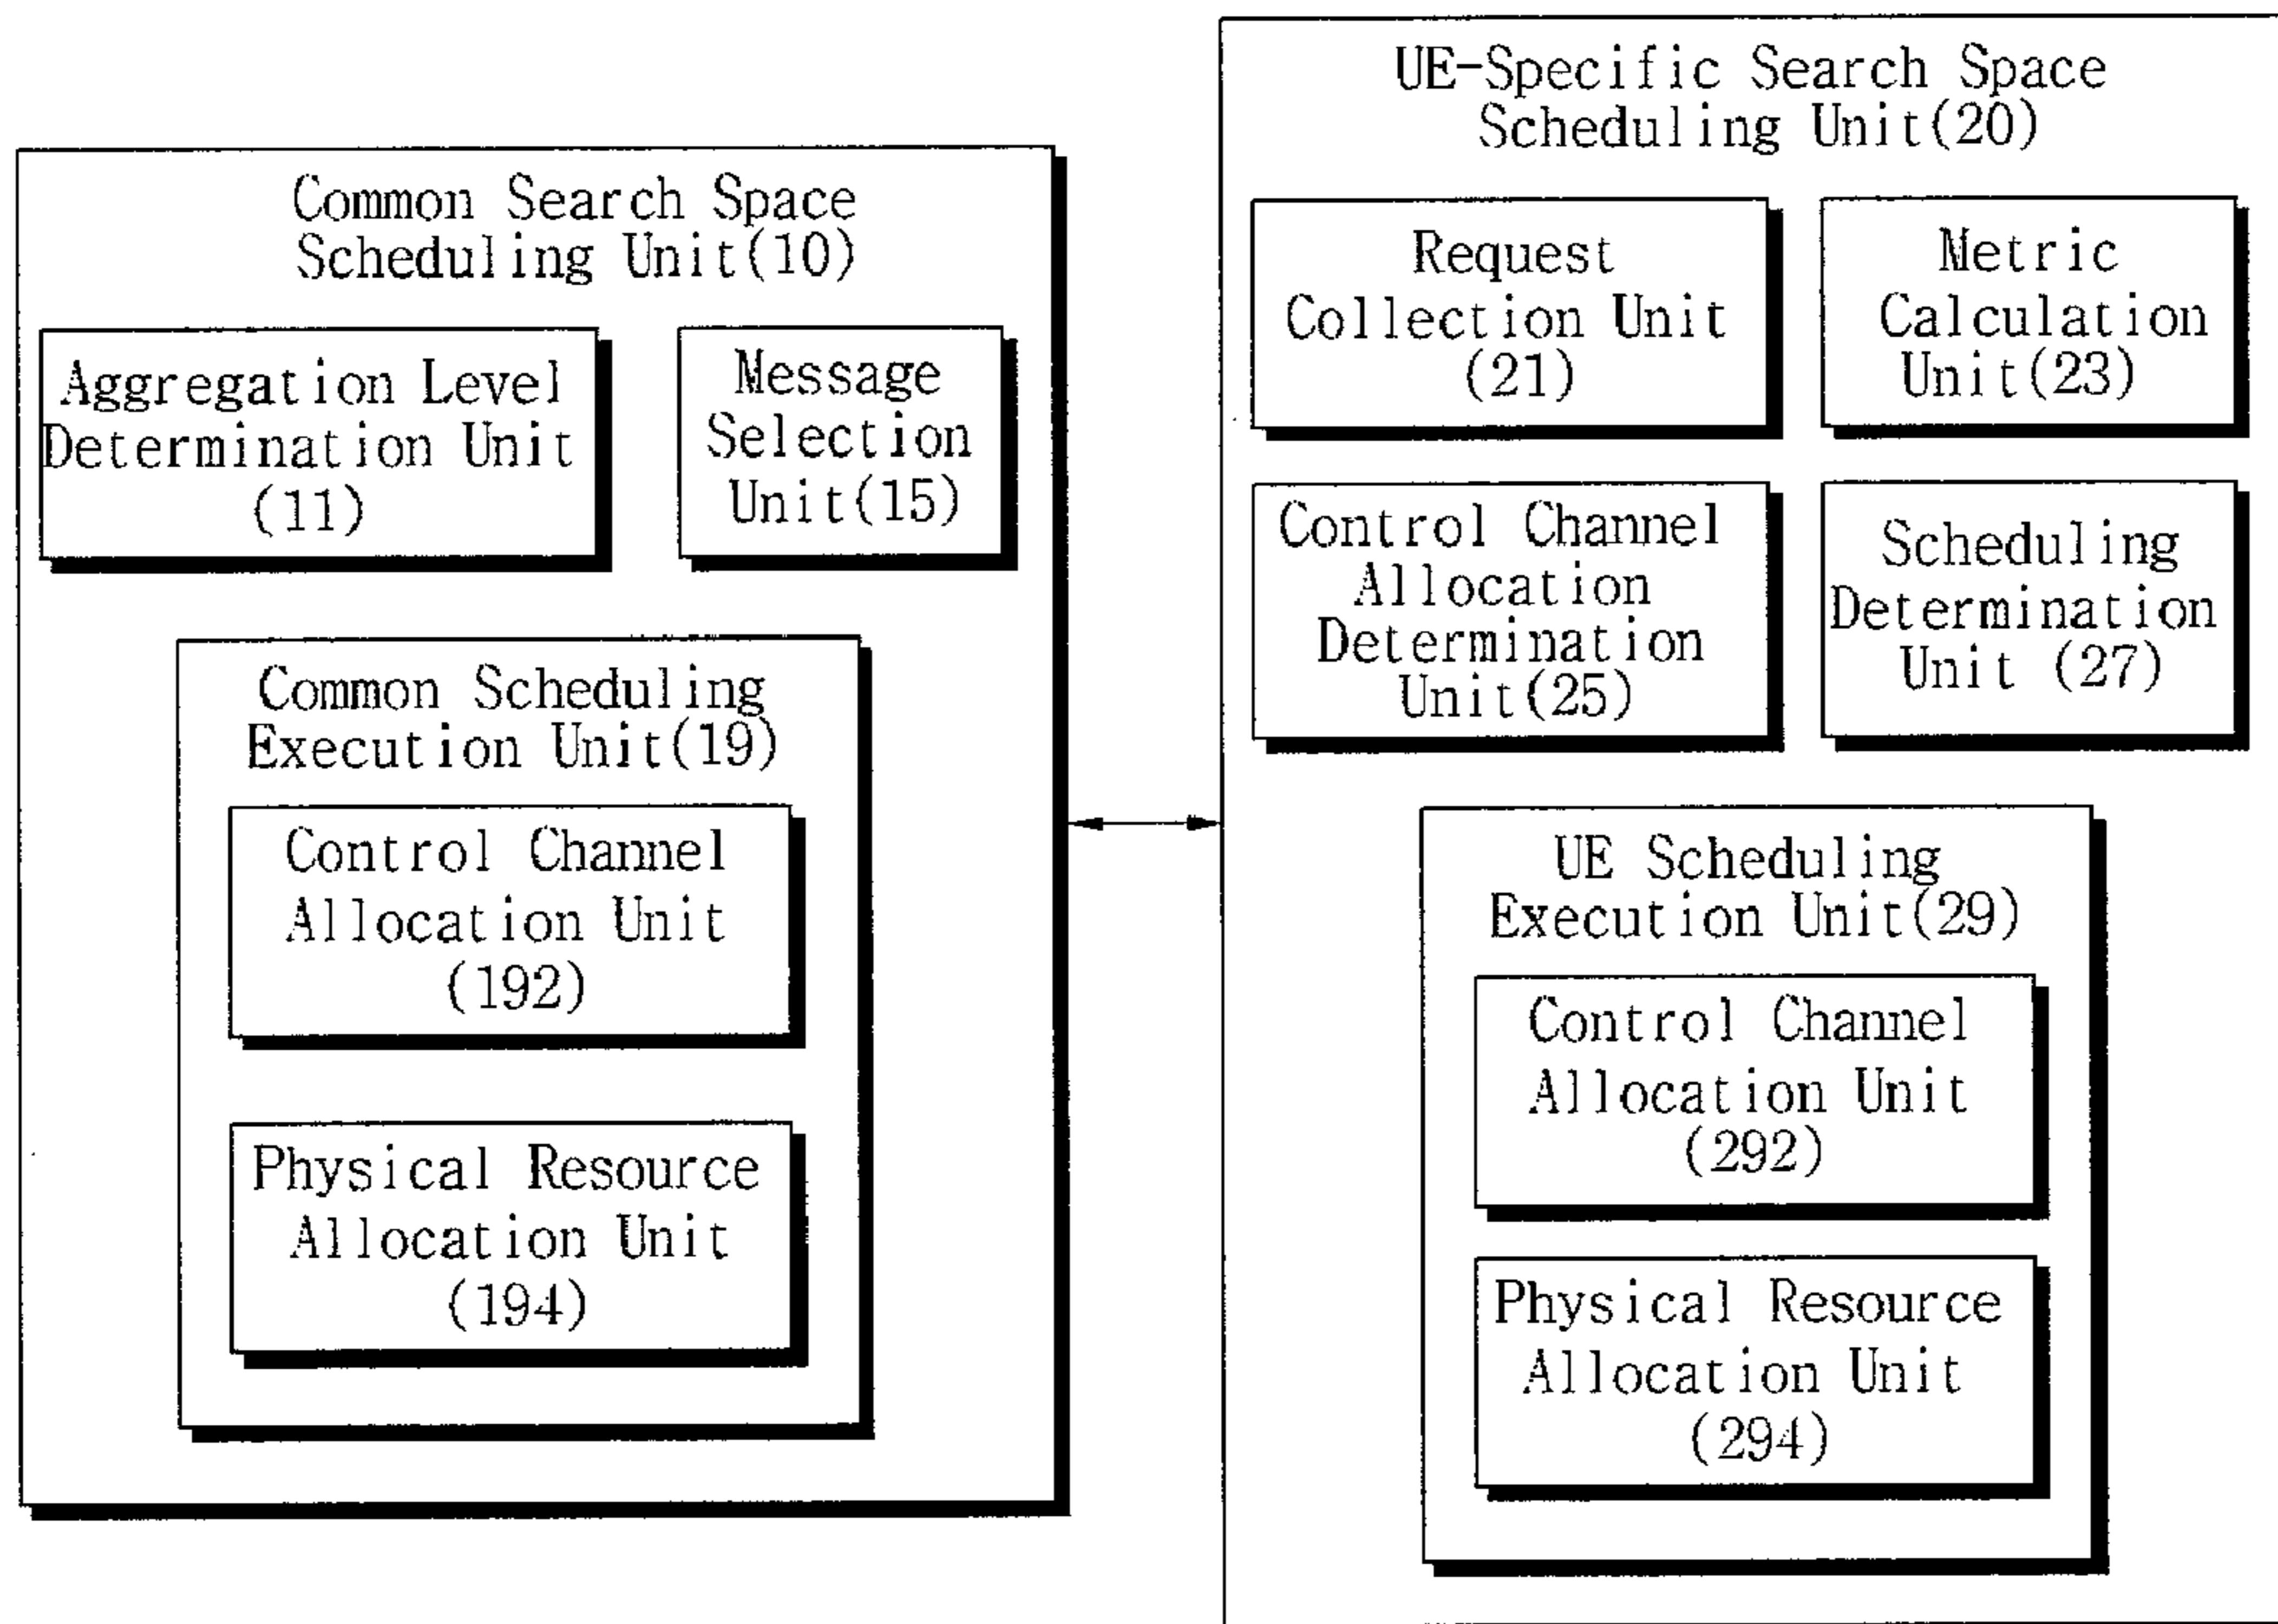 Common Search Space
Scheduling Unit(10)
Aggregation Level
Determination Unit
(11)
Message
Selection
Unit(15)
Common Scheduling
Execution Unit(19)
Control Channel
Allocation Unit
(192)
Physical Resource
Allocation Unit
(194)
UE-Specific Search Space
Scheduling Unit(20)
Request
Collection Unit
(21)
Metric
Calculation
Unit(23)
Control Channel
Allocation
Determination
Unit(25)
Scheduling
Determination
Unit (27)
UE Scheduling
Execution Unit(29)
Control Channel
Allocation Unit
(292)
Physical Resource
Allocation Unit
(294)